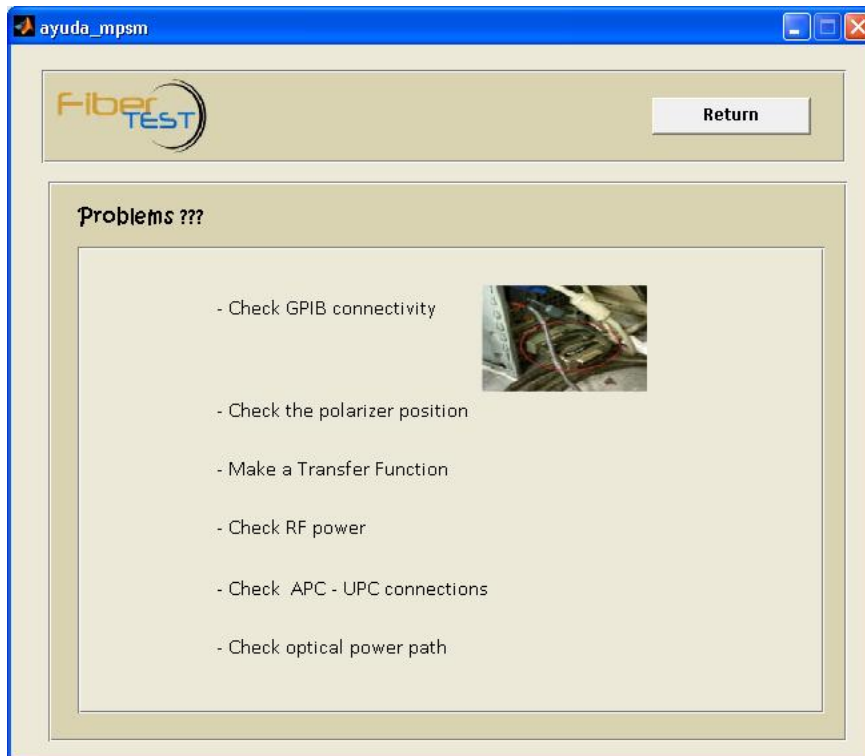 ayuda_mpsm
Fiber
TEST
Return
Problems ???
- Check GPIB connectivity
- Check the polarizer position
- Make a Transfer Function
- Check RF power
- Check  APC - UPC connections
- Check optical power path